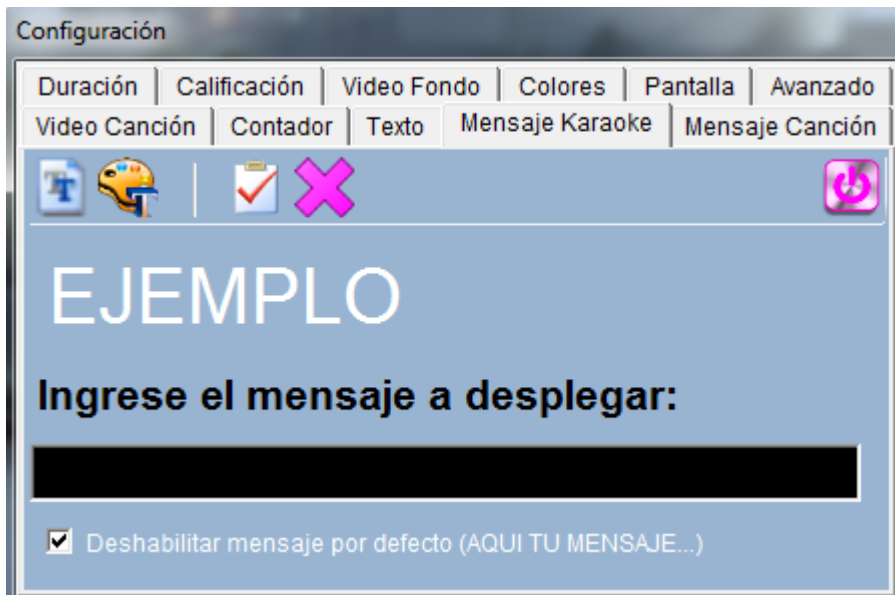 Configuración
Duración Calificación Video Fondo Colores Pantalla Avanzado
Video Canción Contador Texto Mensaje Karaoke Mensaje Canción
EJEMPLO
Ingrese el mensaje a desplegar:
Deshabilitar mensaje por defecto (AQUI TU MENSAJE...)